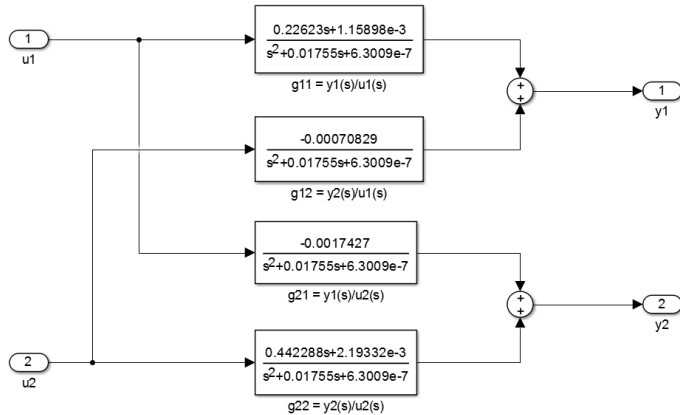 1
u1
0.22623s+1.15898e-3
s²+0.01755s+6.3009e-7
g11 = y1(s)/u1(s)
+
+
1
y1
-0.00070829
s²+0.01755s+6.3009e-7
g12 = y2(s)/u1(s)
-0.0017427
s²+0.01755s+6.3009e-7
g21 = y1(s)/u2(s)
+
+
2
y2
2
u2
0.442288s+2.19332e-3
s²+0.01755s+6.3009e-7
g22 = y2(s)/u2(s)